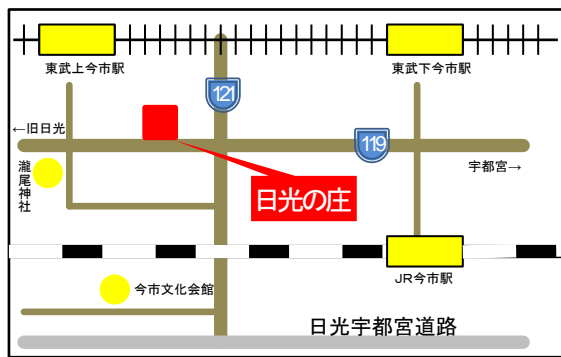 東武上今市駅
東武下今市駅
121
←旧日光
119
宇都宮→
瀧尾神社
日光の庄
JR今市駅
今市文化会館
日光宇都宮道路